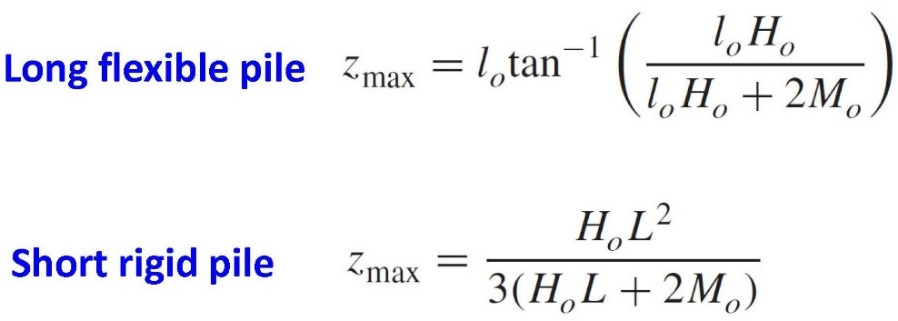 Long flexible pile z_max = l_o tan^{-1} ( l_o H_o / (l_o H_o + 2M_o) )
Short rigid pile z_max = H_o L^2 / 3(H_o L + 2M_o)